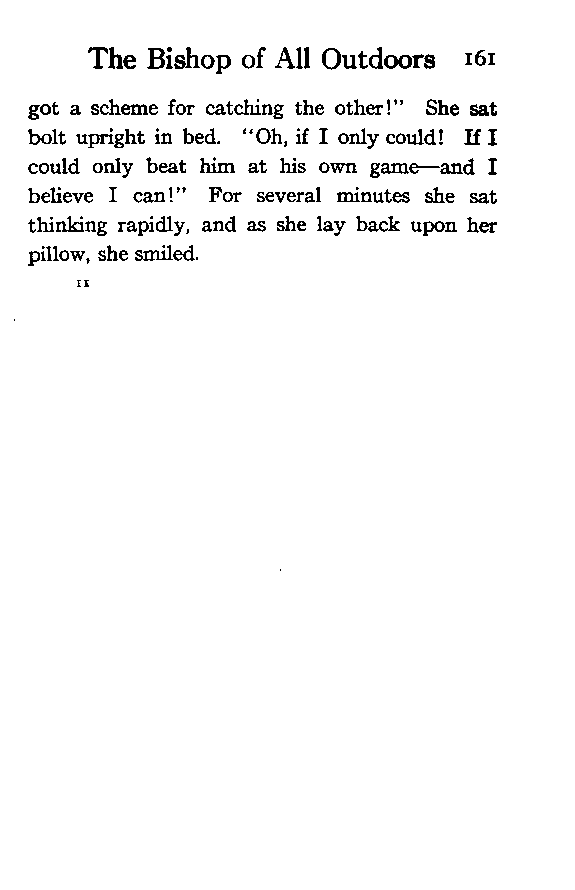 The Bishop of All Outdoors 161
got a scheme for catching the other!" She sat
bolt upright in bed. "Oh, if I only could! If I
could only beat him at his own game—and I
believe I can!" For several minutes she sat
thinking rapidly, and as she lay back upon her
pillow, she smiled.
11